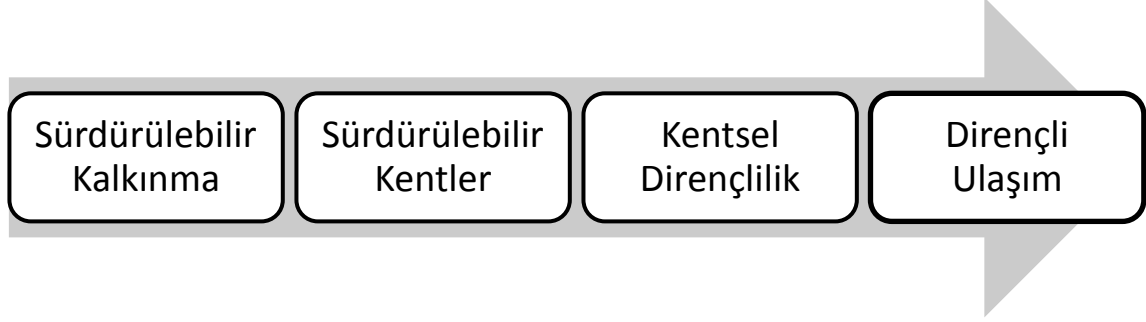 Sürdürülebilir
Kalkınma
Sürdürülebilir
Kentler
Kentsel
Dirençlilik
Dirençli
Ulaşım